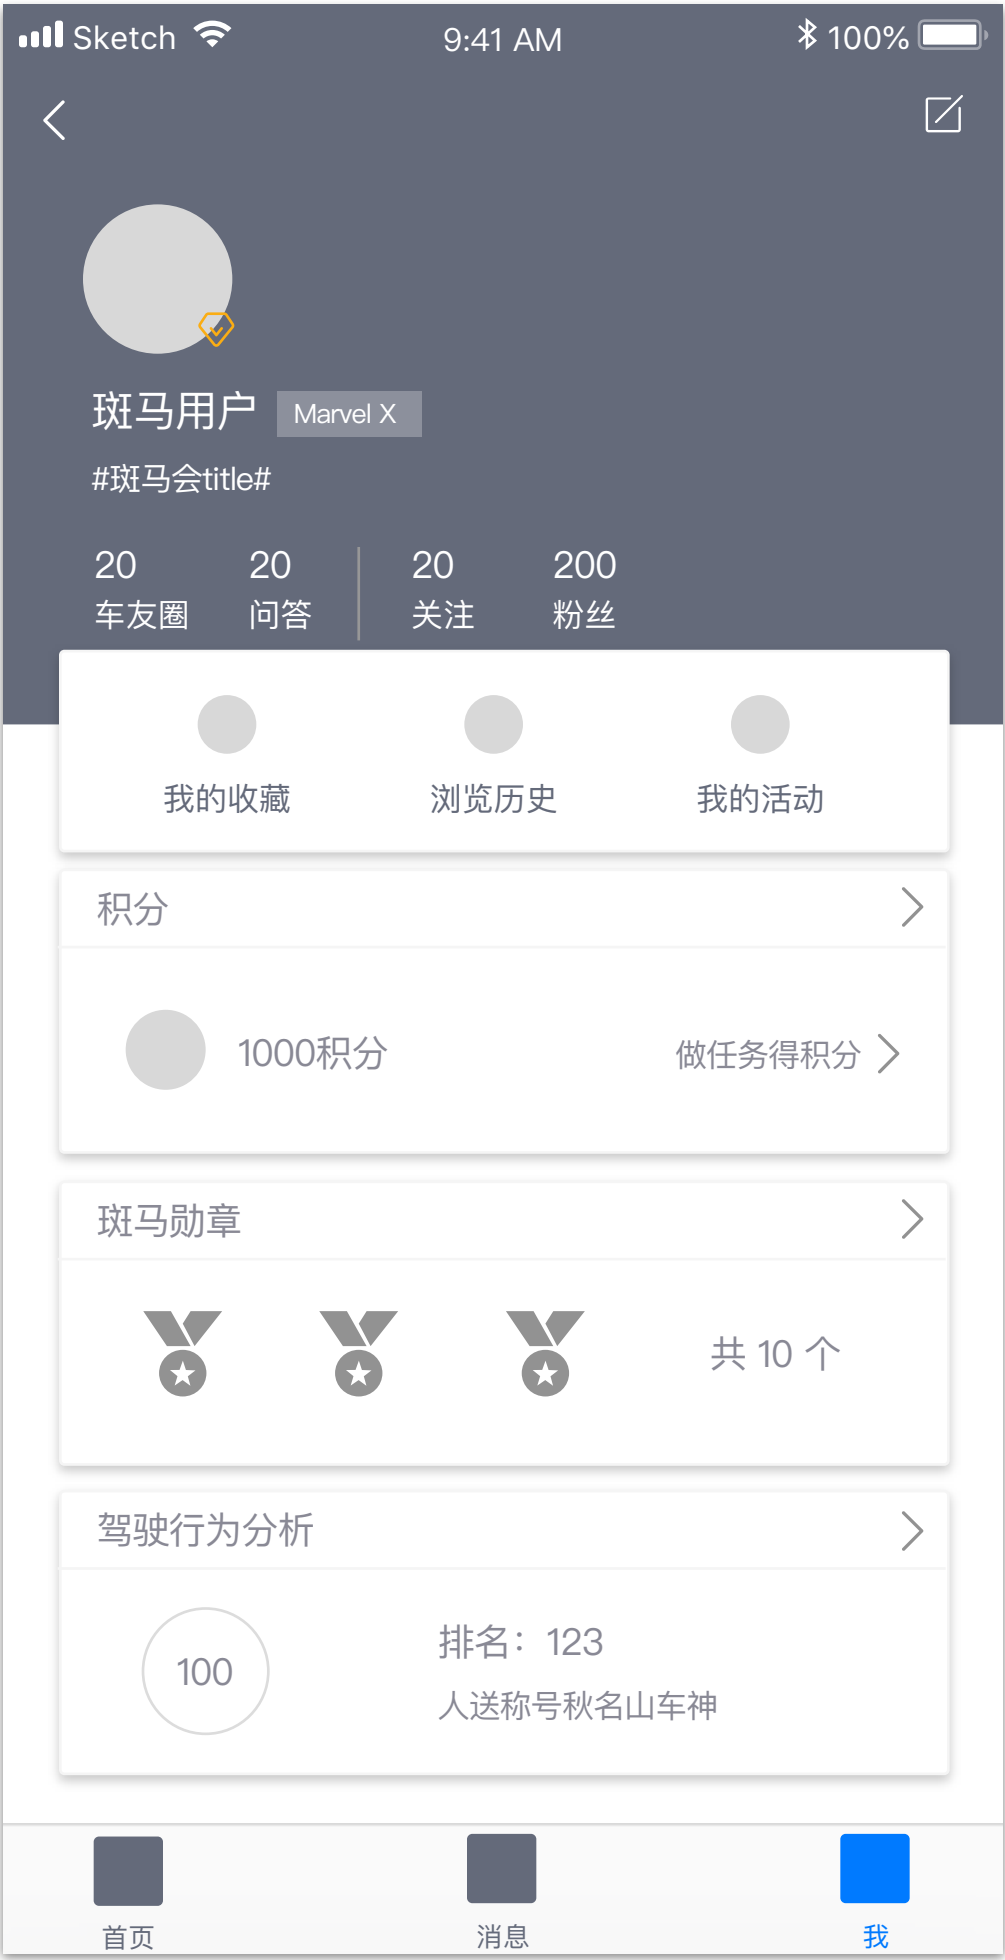 Sketch 9:41 AM 100%
斑马用户 Marvel X
#斑马会title#
20 20 20 200
车友圈 问答 关注 粉丝
我的收藏 浏览历史 我的活动
积分
1000积分 做任务得积分
斑马勋章
共 10 个
驾驶行为分析
100
排名：123
人送称号秋名山车神
首页 消息 我